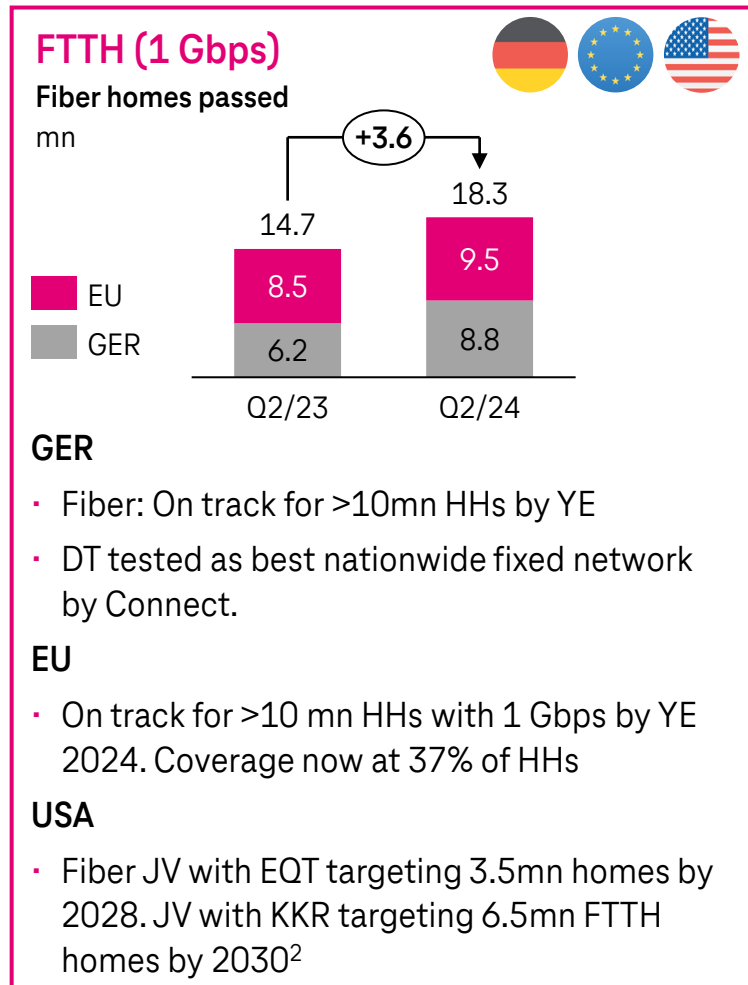 FTTH (1 Gbps)
Fiber homes passed
mn
+3.6
14.7
18.3
EU
8.5
9.5
GER
6.2
8.8
Q2/23
Q2/24
GER
· Fiber: On track for >10mn HHs by YE
· DT tested as best nationwide fixed network
by Connect.
EU
· On track for >10 mn HHs with 1 Gbps by YE
2024. Coverage now at 37% of HHs
USA
· Fiber JV with EQT targeting 3.5mn homes by
2028. JV with KKR targeting 6.5mn FTTH
homes by 2030²